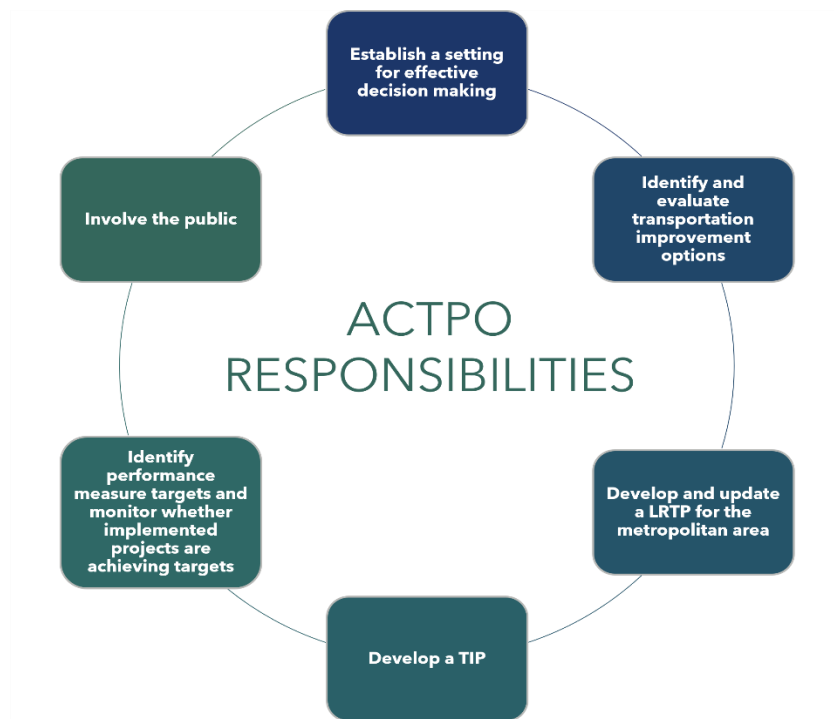 Establish a setting
for effective
decision making
Identify and
evaluate
transportation
improvement
options
Involve the public
ACTPO
RESPONSIBILITIES
Identify
performance
measure targets and
monitor whether
implemented
projects are
achieving targets
Develop and update
a LRTP for the
metropolitan area
Develop a TIP